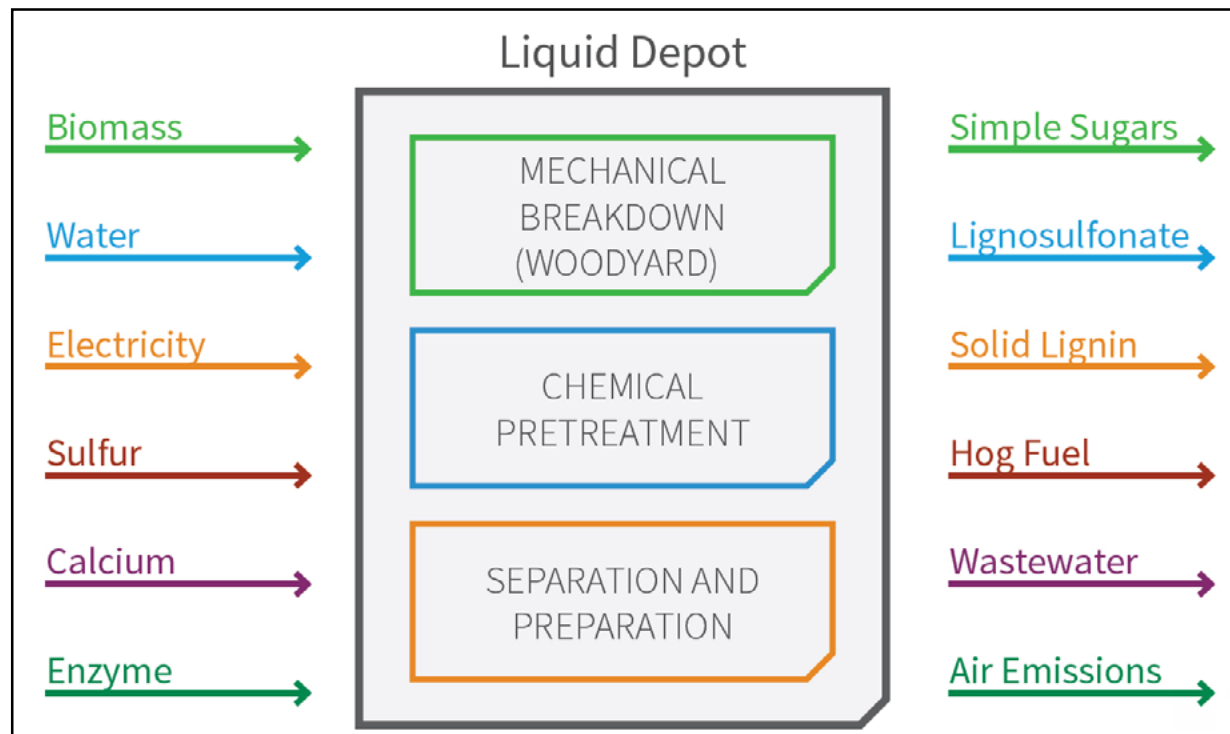 Liquid Depot
Biomass
Water
Electricity
Sulfur
Calcium
Enzyme
MECHANICAL
BREAKDOWN
(WOODYARD)
CHEMICAL
PRETREATMENT
SEPARATION AND
PREPARATION
Simple Sugars
Lignosulfonate
Solid Lignin
Hog Fuel
Wastewater
Air Emissions